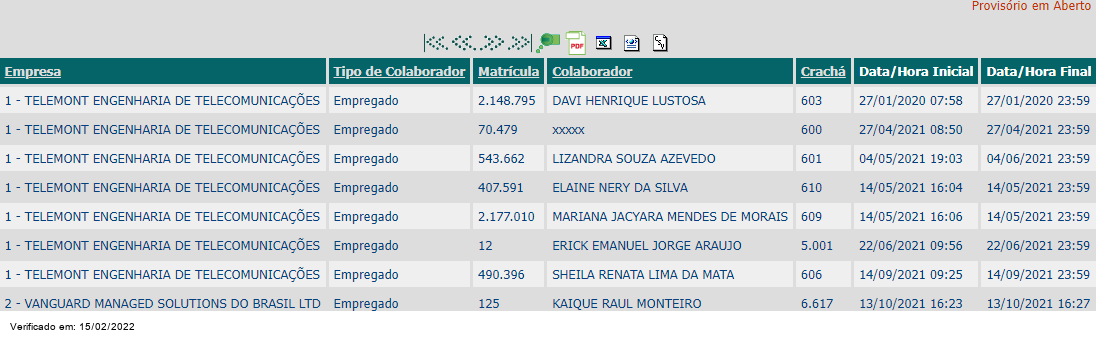 Provisório em Aberto
PDF
Empresa Tipo de Colaborador Matrícula Colaborador Crachá Data/Hora Inicial Data/Hora Final
1 - TELEMONT ENGENHARIA DE TELECOMUNICAÇÕES Empregado 2.148.795 DAVI HENRIQUE LUSTOSA 603 27/01/2020 07:58 27/01/2020 23:59
1 - TELEMONT ENGENHARIA DE TELECOMUNICAÇÕES Empregado 70.479 xxxxx 600 27/04/2021 08:50 27/04/2021 23:59
1 - TELEMONT ENGENHARIA DE TELECOMUNICAÇÕES Empregado 543.662 LIZANDRA SOUZA AZEVEDO 601 04/05/2021 19:03 04/06/2021 23:59
1 - TELEMONT ENGENHARIA DE TELECOMUNICAÇÕES Empregado 407.591 ELAINE NERY DA SILVA 610 14/05/2021 16:04 14/05/2021 23:59
1 - TELEMONT ENGENHARIA DE TELECOMUNICAÇÕES Empregado 2.177.010 MARIANA JACYARA MENDES DE MORAIS 609 14/05/2021 16:06 14/05/2021 23:59
1 - TELEMONT ENGENHARIA DE TELECOMUNICAÇÕES Empregado 12 ERICK EMANUEL JORGE ARAUJO 5.001 22/06/2021 09:56 22/06/2021 23:59
1 - TELEMONT ENGENHARIA DE TELECOMUNICAÇÕES Empregado 490.396 SHEILA RENATA LIMA DA MATA 606 14/09/2021 09:25 14/09/2021 23:59
2 - VANGUARD MANAGED SOLUTIONS DO BRASIL LTD Empregado 125 KAIQUE RAUL MONTEIRO 6.617 13/10/2021 16:23 13/10/2021 16:27
Verificado em: 15/02/2022